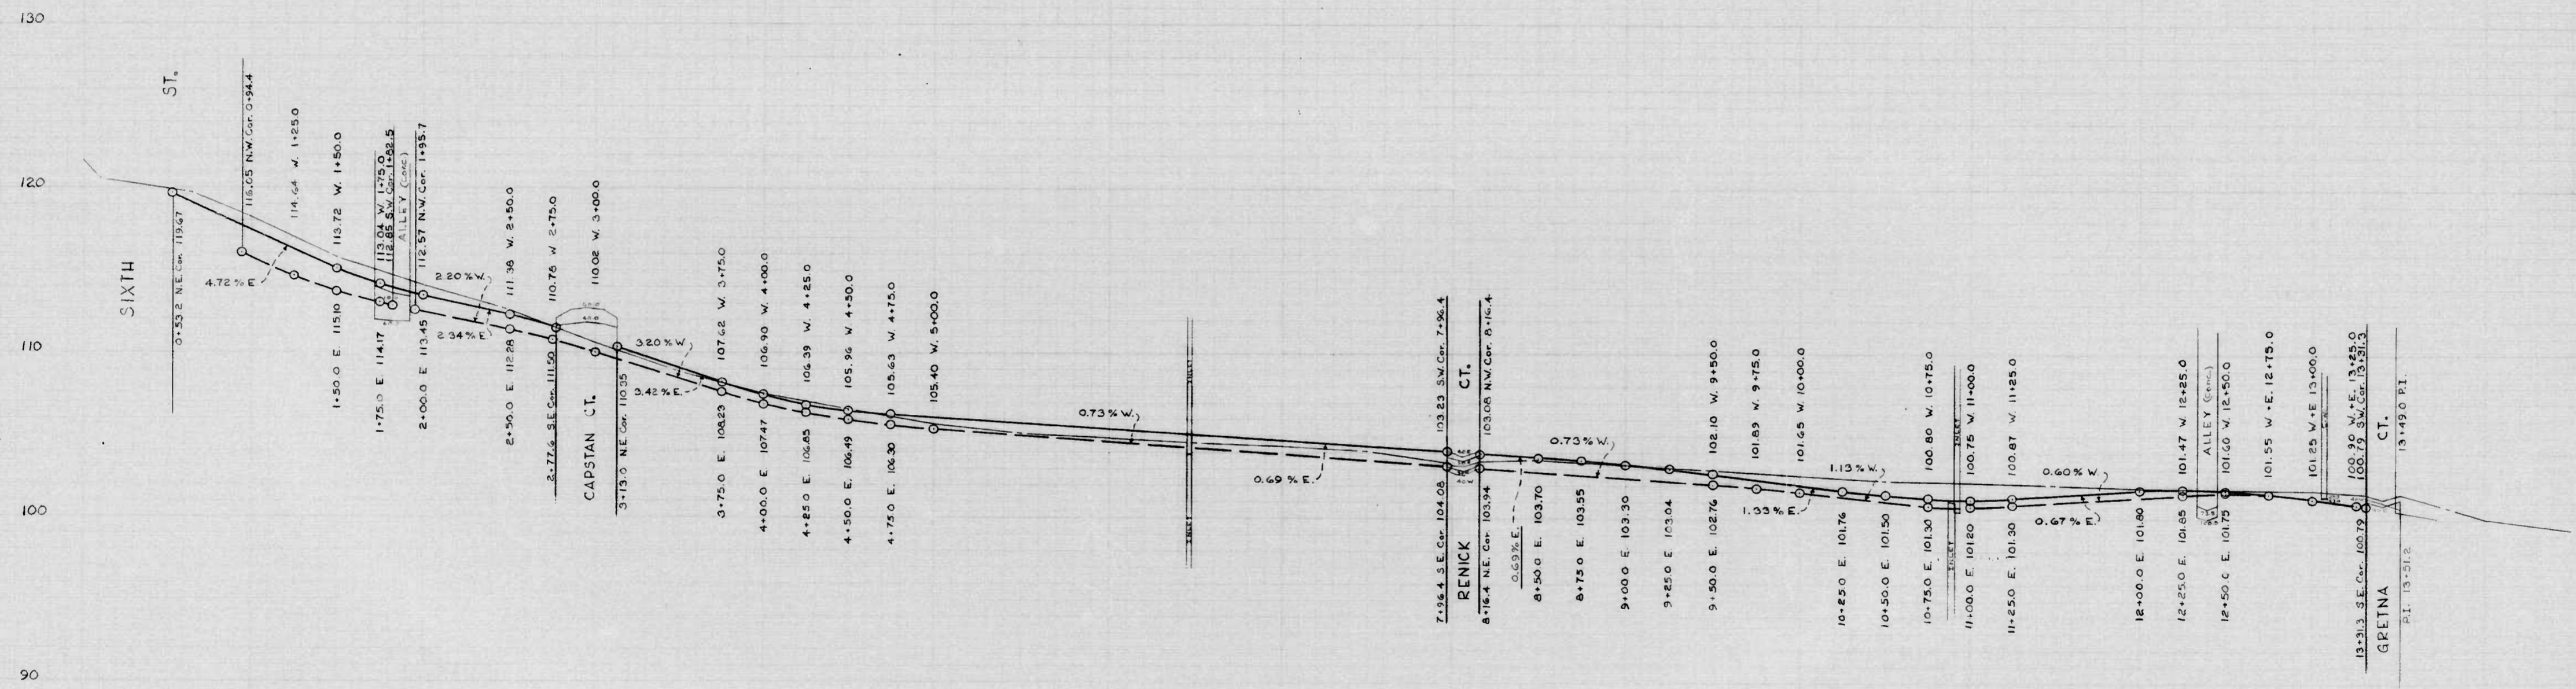 130
120
110
100
90
SIXTH ST.
0+53.2 N.E. Cor. 119.67
116.05 N.W. Cor. 0+94.4
4.72% E.
114.64 W. 1+25.0
113.72 W. 1+50.0
1+50.0 E. 115.10
113.04 W. 1+75.0
112.85 S.W. Cor. 1+82.5
ALLEY (Conc.)
112.57 N.W. Cor. 1+95.7
1+75.0 E. 114.17
2+00.0 E. 113.45
2.20% W.
2.34% E.
111.38 W. 2+50.0
2+50.0 E. 112.28
110.78 W. 2+75.0
2+77.6 S.E. Cor. 111.50
CAPSTAN CT.
110.02 W. 3+00.0
3+13.0 N.E. Cor. 110.35
3.20% W.
3.42% E.
107.62 W. 3+75.0
3+75.0 E. 108.23
106.90 W. 4+00.0
4+00.0 E. 107.47
106.39 W. 4+25.0
4+25.0 E. 106.85
105.96 W. 4+50.0
4+50.0 E. 106.49
105.63 W. 4+75.0
4+75.0 E. 106.30
105.40 W. 5+00.0
0.73% W.
INLET
INLET
0.69% E.
103.23 S.W. Cor. 7+96.4
7+96.4 S.E. Cor. 104.08
RENICK CT.
103.08 N.W. Cor. 8+16.4
8+16.4 N.E. Cor. 103.94
0.69% E.
0.73% W.
8+50.0 E. 103.70
8+75.0 E. 103.55
9+00.0 E. 103.30
9+25.0 E. 103.04
102.10 W. 9+50.0
9+50.0 E. 102.76
101.89 W. 9+75.0
101.65 W. 10+00.0
1.13% W.
1.33% E.
10+25.0 E. 101.76
10+50.0 E. 101.50
100.80 W. 10+75.0
10+75.0 E. 101.30
INLET
INLET
100.75 W. 11+00.0
11+00.0 E. 101.20
100.87 W. 11+25.0
11+25.0 E. 101.30
0.60% W.
0.67% E.
12+00.0 E. 101.80
101.47 W. 12+25.0
12+25.0 E. 101.85
ALLEY (Conc.)
101.60 W. 12+50.0
12+50.0 E. 101.75
101.55 W.+E. 12+75.0
101.25 W+E 13+00.0
100.90 W.+E. 13+25.0
100.79 S.W. Cor. 13+31.3
13+31.3 S.E. Cor. 100.79
GRETNA CT.
13+49.0 P.I.
P.I. 13+51.2